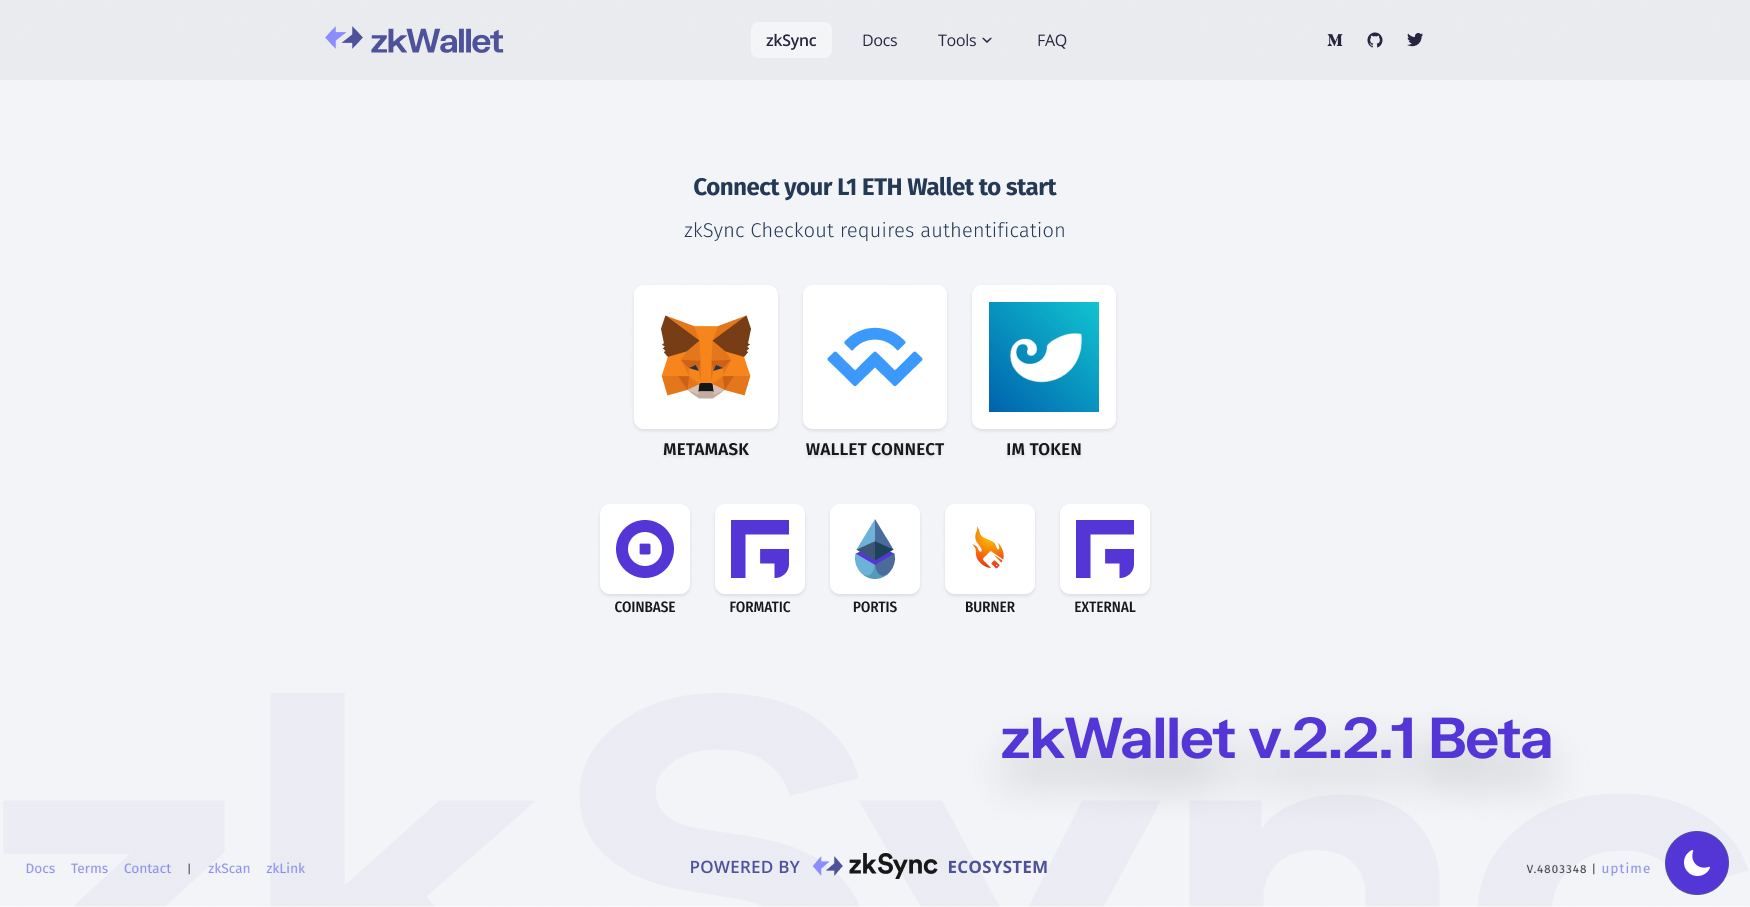 zkWallet
zkSync Docs Tools FAQ
Connect your L1 ETH Wallet to start
zkSync Checkout requires authentification
METAMASK WALLET CONNECT IM TOKEN
COINBASE FORMATIC PORTIS BURNER EXTERNAL
zkSync
zkWallet v.2.2.1 Beta
Docs Terms Contact | zkScan zkLink
POWERED BY zkSync ECOSYSTEM
V.4803348 | uptime